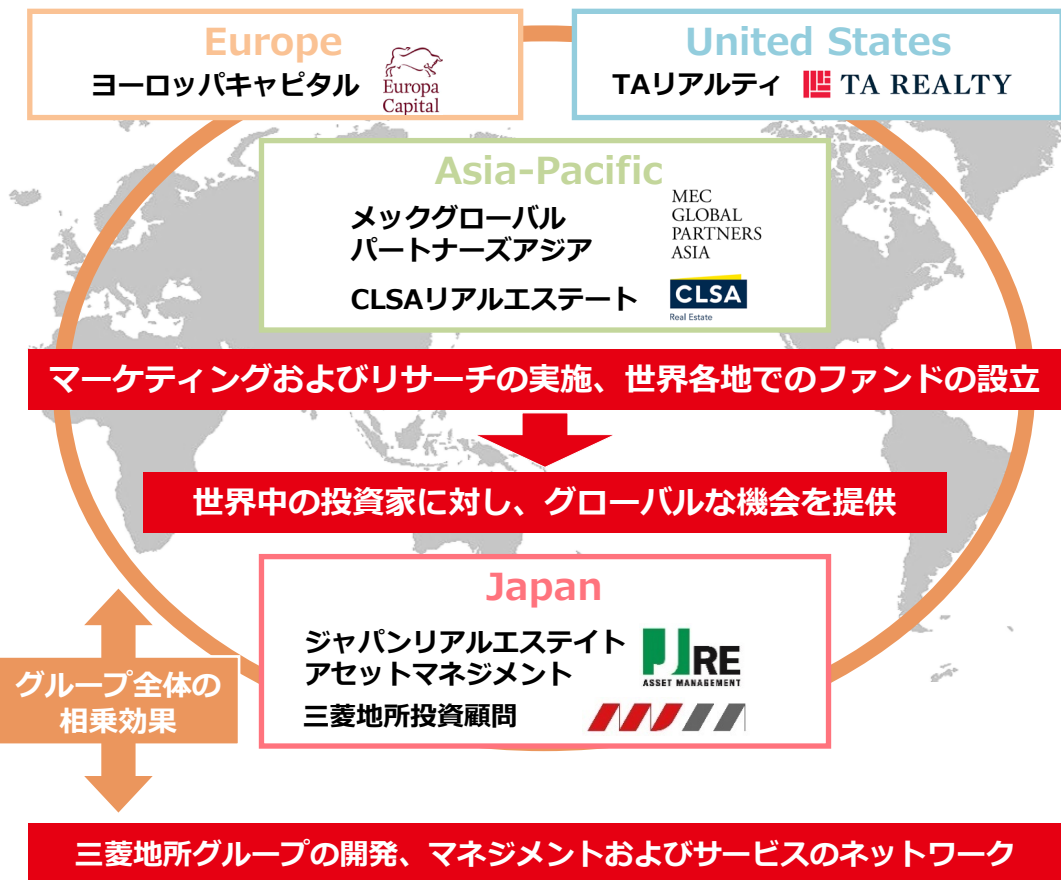 Europe
ヨーロッパキャピタル
Europa
Capital
United States
TAリアルティ
TA REALTY
Asia-Pacific
メックグローバル
パートナーズアジア
MEC
GLOBAL
PARTNERS
ASIA
CLSAリアルエステート
CLSA
Real Estate
マーケティングおよびリサーチの実施、世界各地でのファンドの設立
世界中の投資家に対し、グローバルな機会を提供
Japan
ジャパンリアルエステイト
アセットマネジメント
JRE
ASSET MANAGEMENT
三菱地所投資顧問
グループ全体の
相乗効果
三菱地所グループの開発、マネジメントおよびサービスのネットワーク